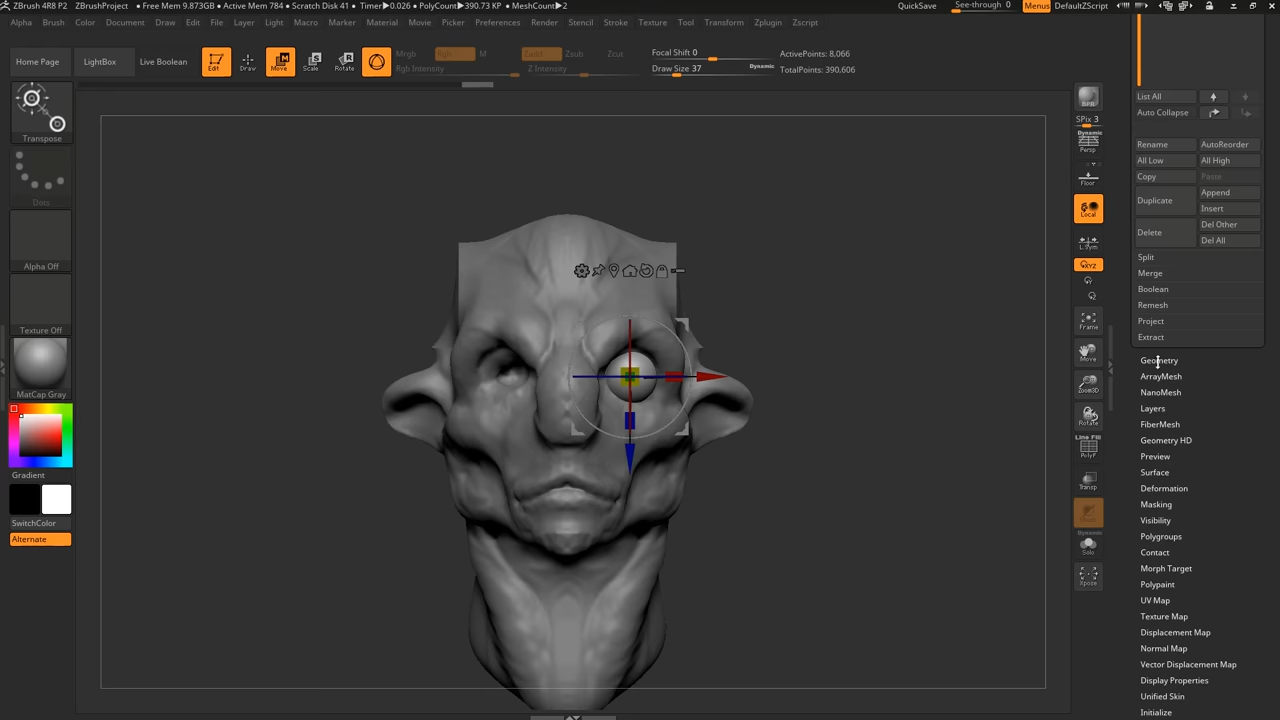 ZBrush 4R8 P2 ZBrushProject • Free Mem 9.873GB • Active Mem 784 • Scratch Disk 41 • Timer▶0.026 • PolyCount▶390.73 KP • MeshCount▶2 QuickSave See-through 0 Menus DefaultZScript
Alpha Brush Color Document Draw Edit File Layer Light Macro Marker Material Movie Picker Preferences Render Stencil Stroke Texture Tool Transform Zplugin Zscript
Home Page LightBox Live Boolean Edit Draw Move Scale Rotate
Mrgb Rgb M
Rgb Intensity
Zadd Zsub Zcut
Z Intensity
Focal Shift 0
Draw Size 37 Dynamic
ActivePoints: 8,066
TotalPoints: 390,606
Transpose
Dots
Alpha Off
Texture Off
MatCap Gray
Gradient
SwitchColor
Alternate
BPR
SPix 3
Dynamic
Persp
Floor
Local
L.Sym
XYZ
Frame
Move
Zoom3D
Rotate
Line Fill
PolyF
Transp
Dynamic
Solo
Xpose
List All
Auto Collapse
Rename AutoReorder
All Low All High
Copy Paste
Duplicate Append
Insert
Delete Del Other
Del All
Split
Merge
Boolean
Remesh
Project
Extract
Geometry
ArrayMesh
NanoMesh
Layers
FiberMesh
Geometry HD
Preview
Surface
Deformation
Masking
Visibility
Polygroups
Contact
Morph Target
Polypaint
UV Map
Texture Map
Displacement Map
Normal Map
Vector Displacement Map
Display Properties
Unified Skin
Initialize